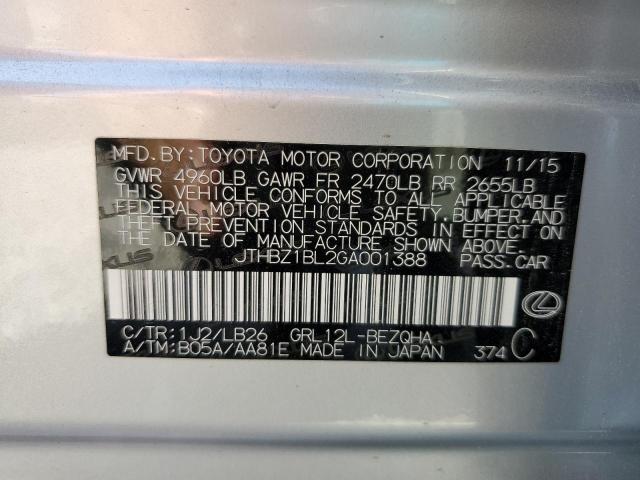 MFD. BY: TOYOTA MOTOR CORPORATION 11/15
GVWR 4960LB GAWR FR 2470LB RR 2655LB
THIS VEHICLE CONFORMS TO ALL APPLICABLE
FEDERAL MOTOR VEHICLE SAFETY, BUMPER, AND
THEFT PREVENTION STANDARDS IN EFFECT ON
THE DATE OF MANUFACTURE SHOWN ABOVE.
JTHBZ1BL2GA001388 PASS. CAR
C/TR: 1J2/LB26 GRL12L-BEZQHA
A/TM: B05A/AA81E MADE IN JAPAN 374 C